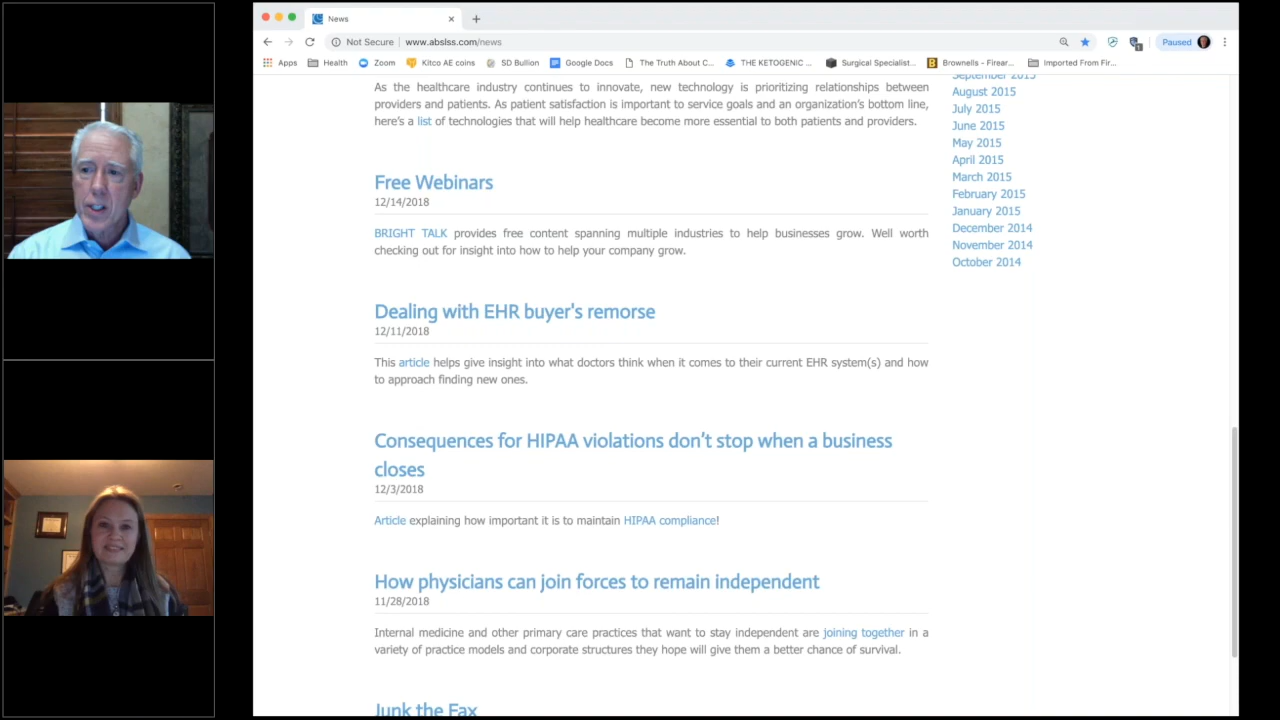 News
Not Secure
www.abslss.com/news
Paused
Apps
Health
Zoom
Kitco AE coins
SD Bullion
Google Docs
The Truth About C...
THE KETOGENIC ...
Surgical Specialist...
Brownells - Firear...
Imported From Fir...
As the healthcare industry continues to innovate, new technology is prioritizing relationships between
providers and patients. As patient satisfaction is important to service goals and an organization's bottom line,
here's a list of technologies that will help healthcare become more essential to both patients and providers.
Free Webinars
12/14/2018
BRIGHT TALK provides free content spanning multiple industries to help businesses grow. Well worth
checking out for insight into how to help your company grow.
Dealing with EHR buyer's remorse
12/11/2018
This article helps give insight into what doctors think when it comes to their current EHR system(s) and how
to approach finding new ones.
Consequences for HIPAA violations don't stop when a business
closes
12/3/2018
Article explaining how important it is to maintain HIPAA compliance!
How physicians can join forces to remain independent
11/28/2018
Internal medicine and other primary care practices that want to stay independent are joining together in a
variety of practice models and corporate structures they hope will give them a better chance of survival.
Junk the Fax
September 2015
August 2015
July 2015
June 2015
May 2015
April 2015
March 2015
February 2015
January 2015
December 2014
November 2014
October 2014